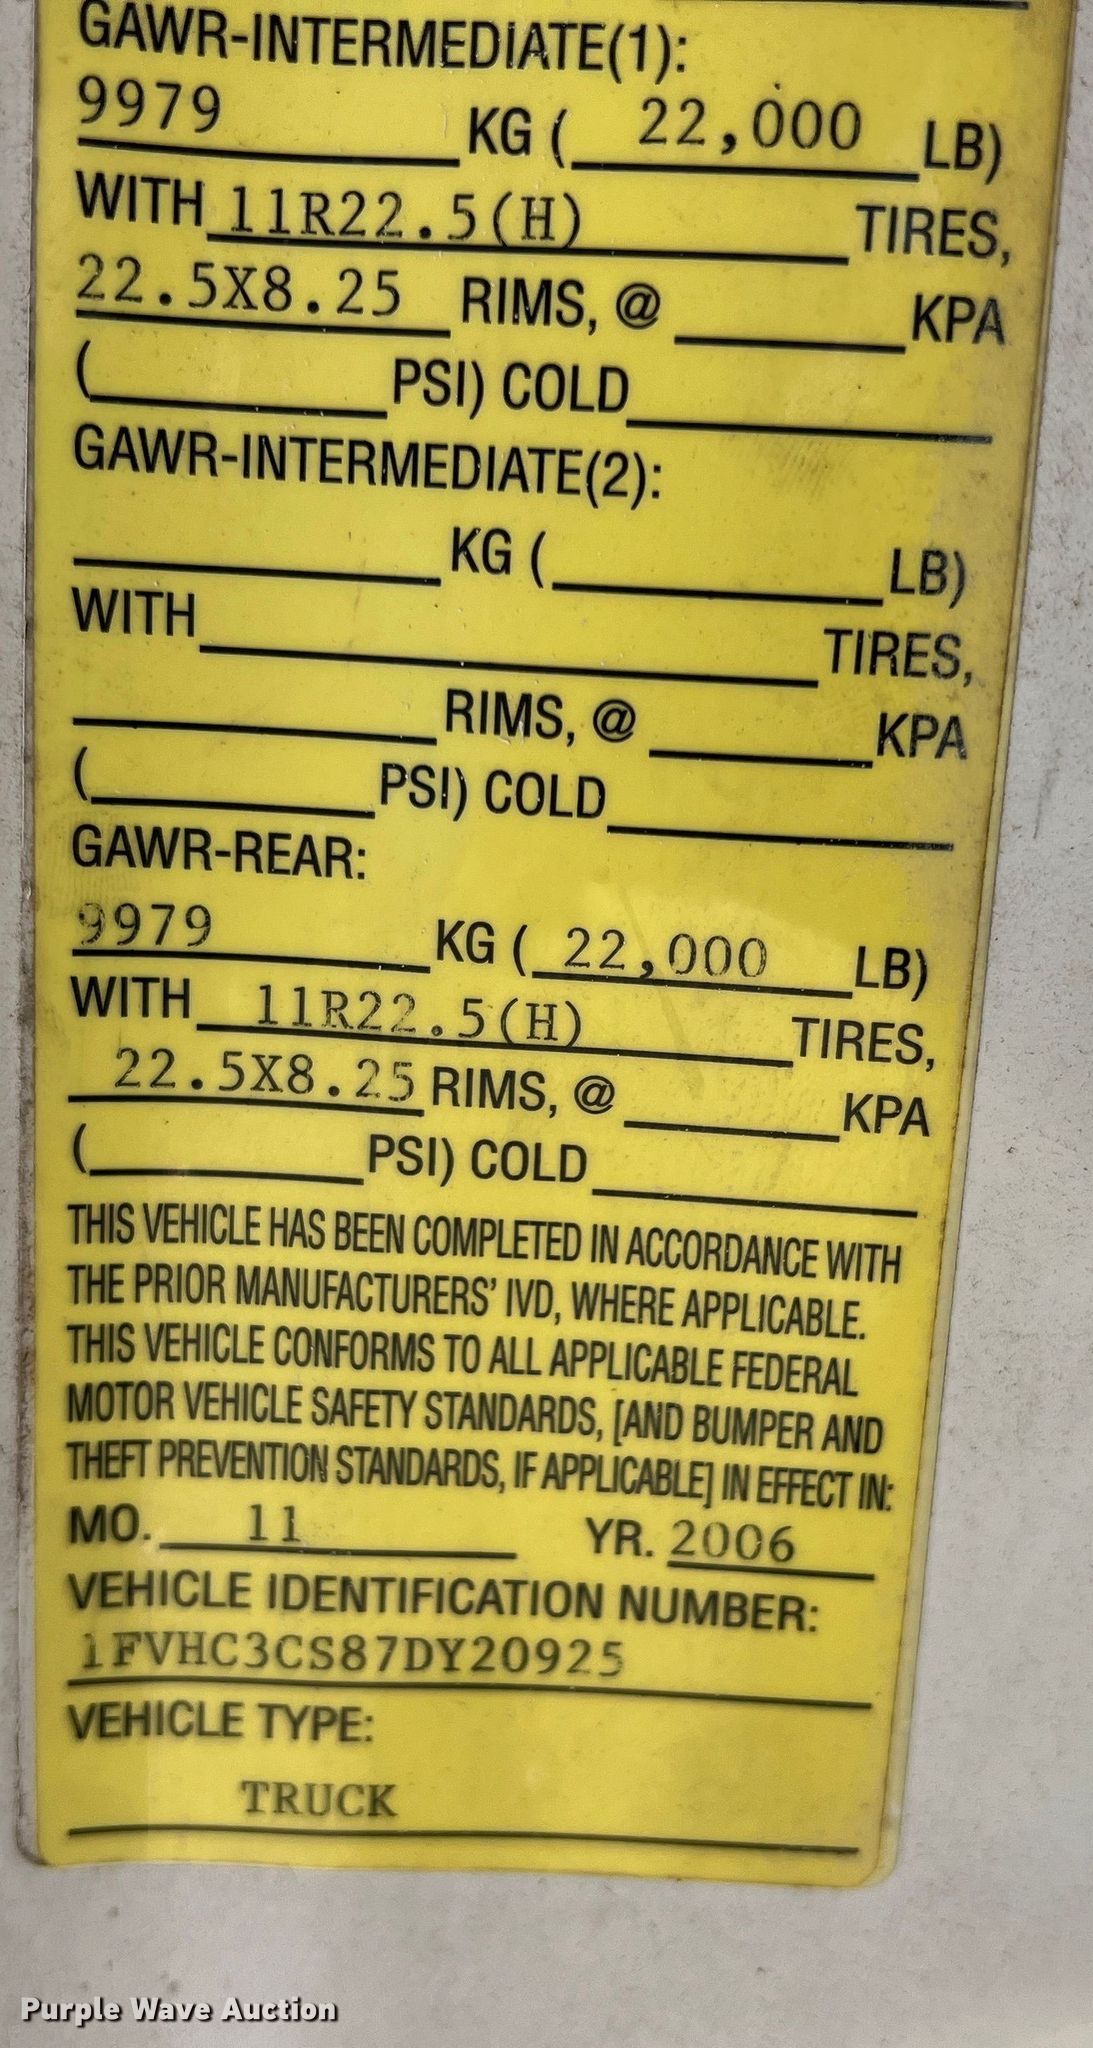 GAWR-INTERMEDIATE(1):
9979 KG ( 22,000 LB)
WITH 11R22.5(H) TIRES,
22.5X8.25 RIMS, @ KPA
( PSI) COLD
GAWR-INTERMEDIATE(2):
KG ( LB)
WITH TIRES,
RIMS, @ KPA
( PSI) COLD
GAWR-REAR:
9979 KG ( 22,000 LB)
WITH 11R22.5(H) TIRES,
22.5X8.25 RIMS, @ KPA
( PSI) COLD
THIS VEHICLE HAS BEEN COMPLETED IN ACCORDANCE WITH
THE PRIOR MANUFACTURERS' IVD, WHERE APPLICABLE.
THIS VEHICLE CONFORMS TO ALL APPLICABLE FEDERAL
MOTOR VEHICLE SAFETY STANDARDS, [AND BUMPER AND
THEFT PREVENTION STANDARDS, IF APPLICABLE] IN EFFECT IN:
MO. 11 YR. 2006
VEHICLE IDENTIFICATION NUMBER:
1FVHC3CS87DY20925
VEHICLE TYPE:
TRUCK
Purple Wave Auction